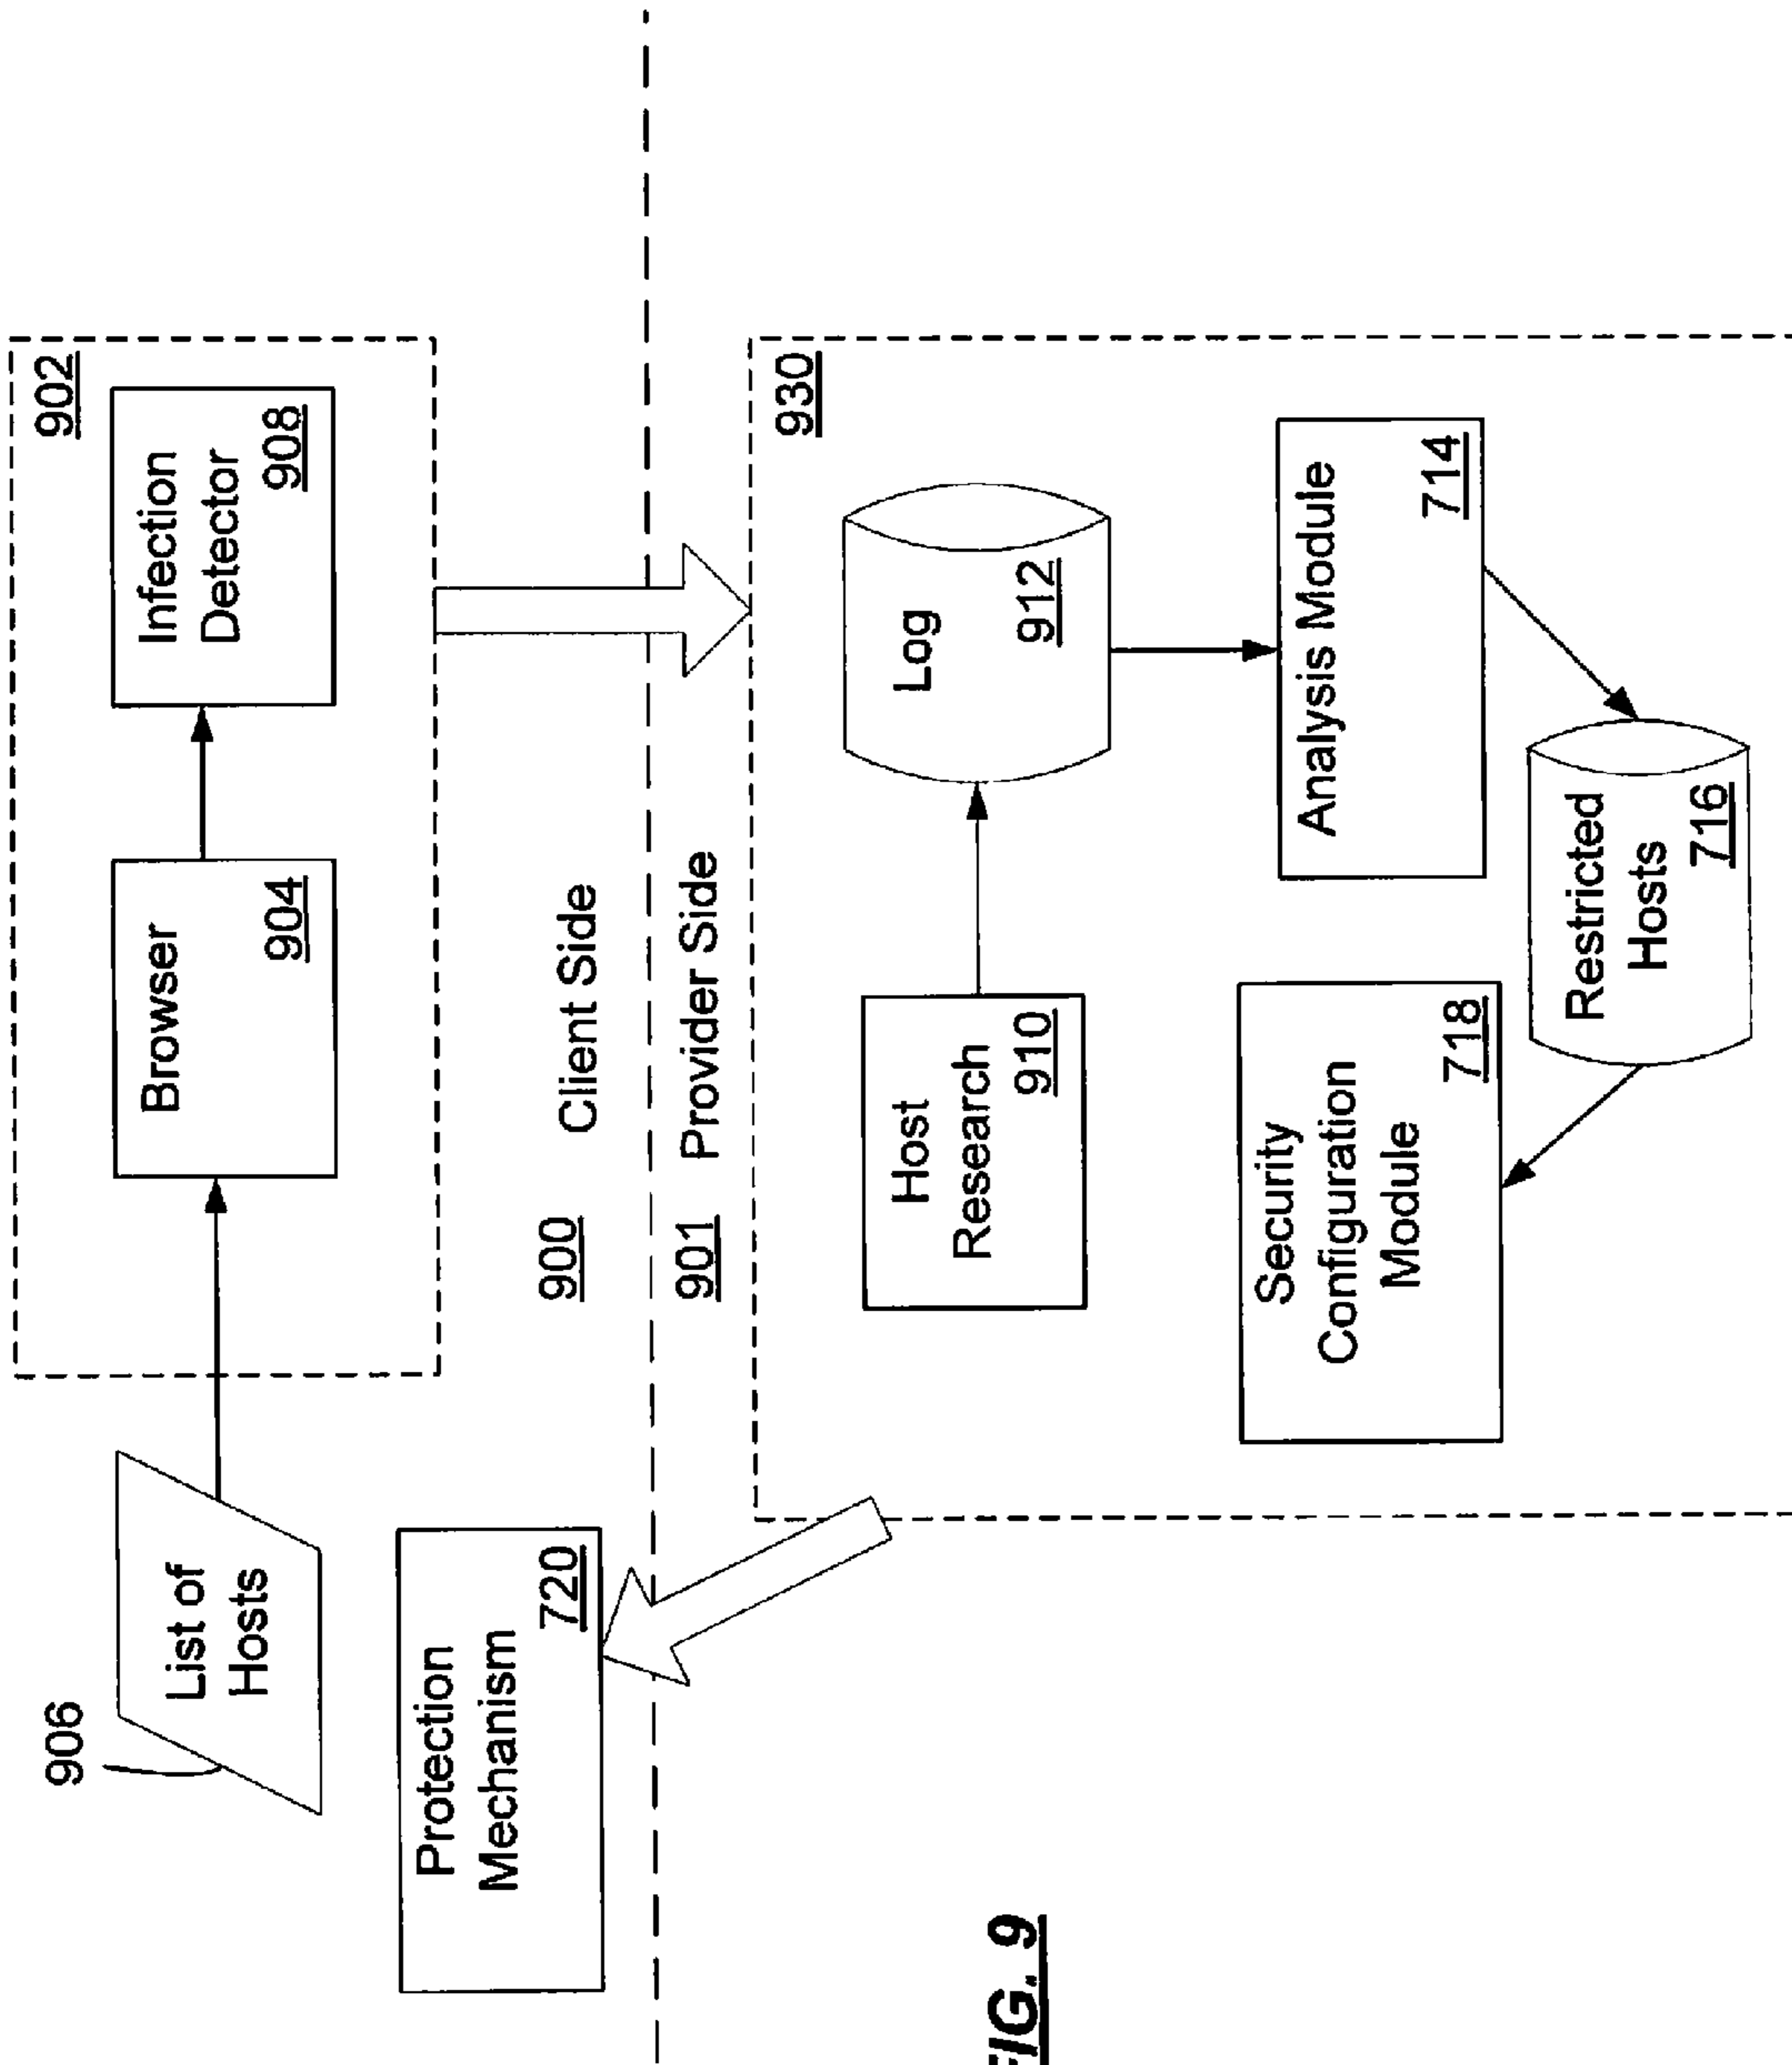 906
List of
Hosts
Browser
904
902
Infection
Detector
908
Protection
Mechanism
720
900 Client Side
901 Provider Side
930
Host
Research
910
Log
912
Security
Configuration
Module
718
Analysis Module
714
Restricted
Hosts
716
FIG. 9